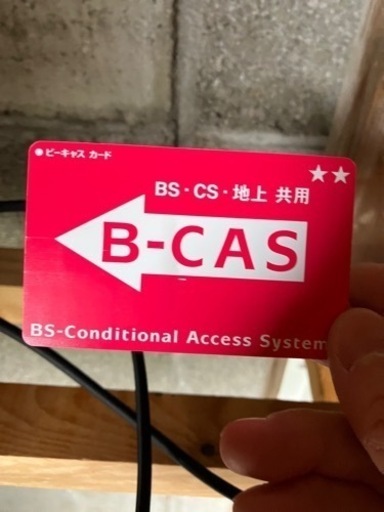 ●ビーキャス カード
★★
BS・CS・地上 共用
B-CAS
BS-Conditional Access System